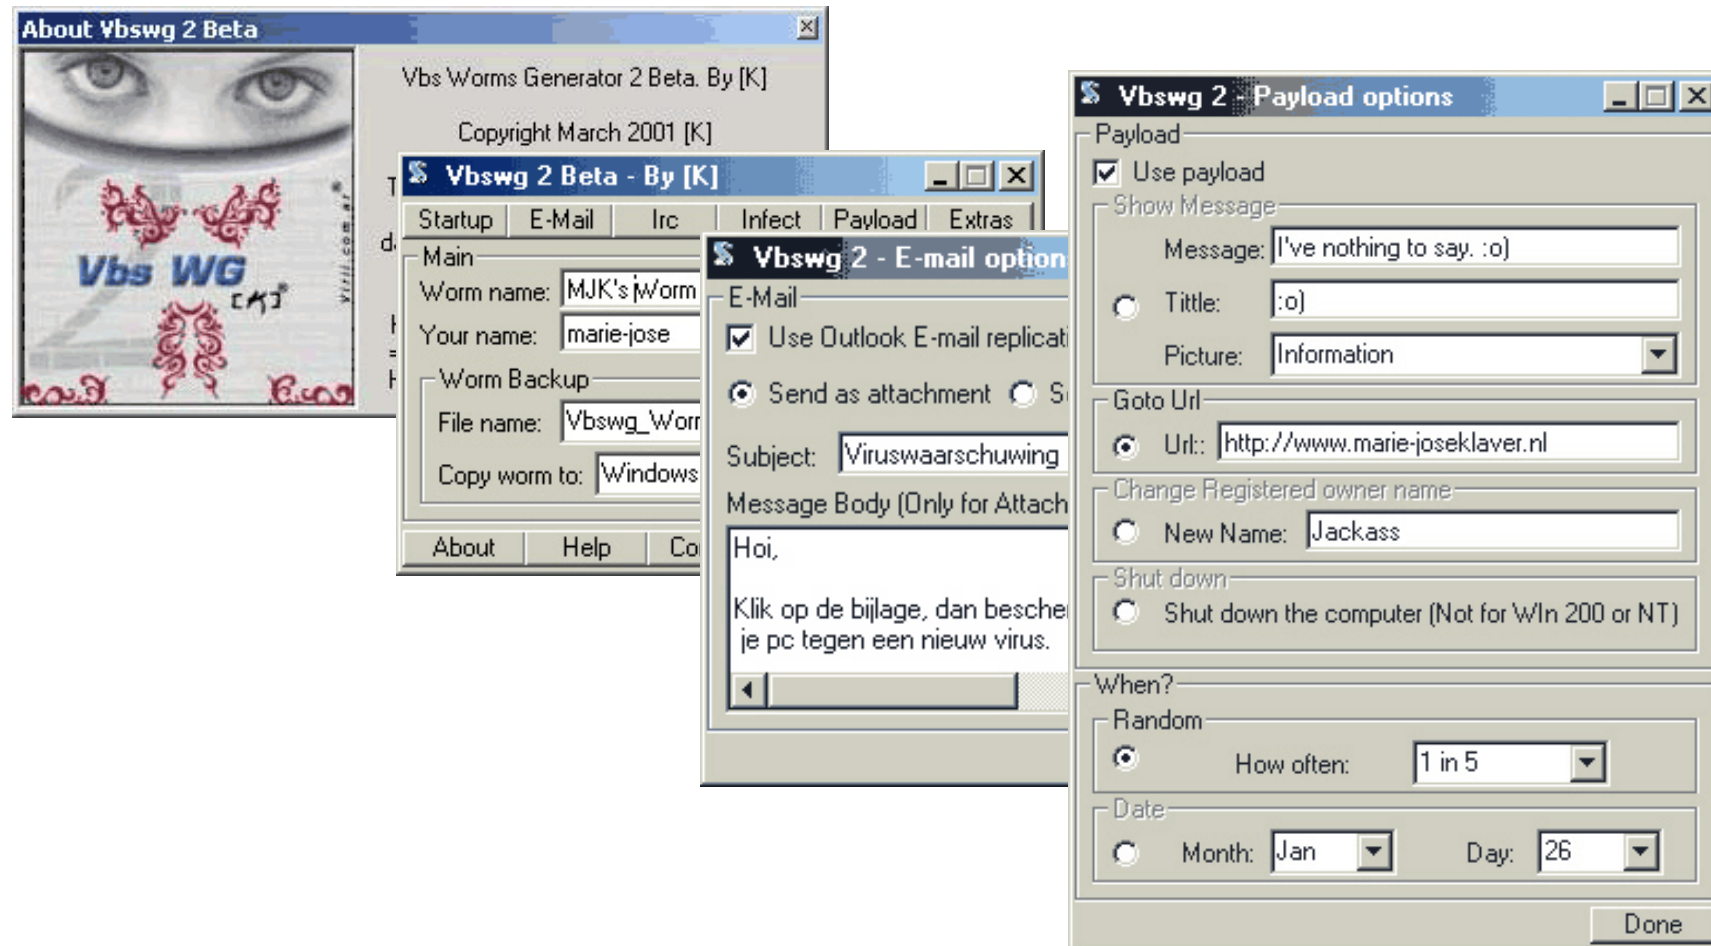 About Vbswg 2 Beta
Vbs Worms Generator 2 Beta. By [K]
Copyright March 2001 [K]
Vbs WG
[K]®
Virii.com.ar®
Vbswg 2 Beta - By [K]
Startup E-Mail Irc Infect Payload Extras
Main
Worm name: MJK's Worm
Your name: marie-jose
Worm Backup
File name: Vbswg_Wor
Copy worm to: Windows
About Help Co
Vbswg 2 - E-mail option
E-Mail
Use Outlook E-mail replicati
Send as attachment S
Subject: Viruswaarschuwing
Message Body (Only for Attach
Hoi,
Klik op de bijlage, dan besche
je pc tegen een nieuw virus.
Vbswg 2 - Payload options
Payload
Use payload
Show Message
Message: I've nothing to say. :o)
Tittle: :o)
Picture: Information
Goto Url
Url:: http://www.marie-joseklaver.nl
Change Registered owner name
New Name: Jackass
Shut down
Shut down the computer (Not for WIn 200 or NT)
When?
Random
How often: 1 in 5
Date
Month: Jan Day: 26
Done